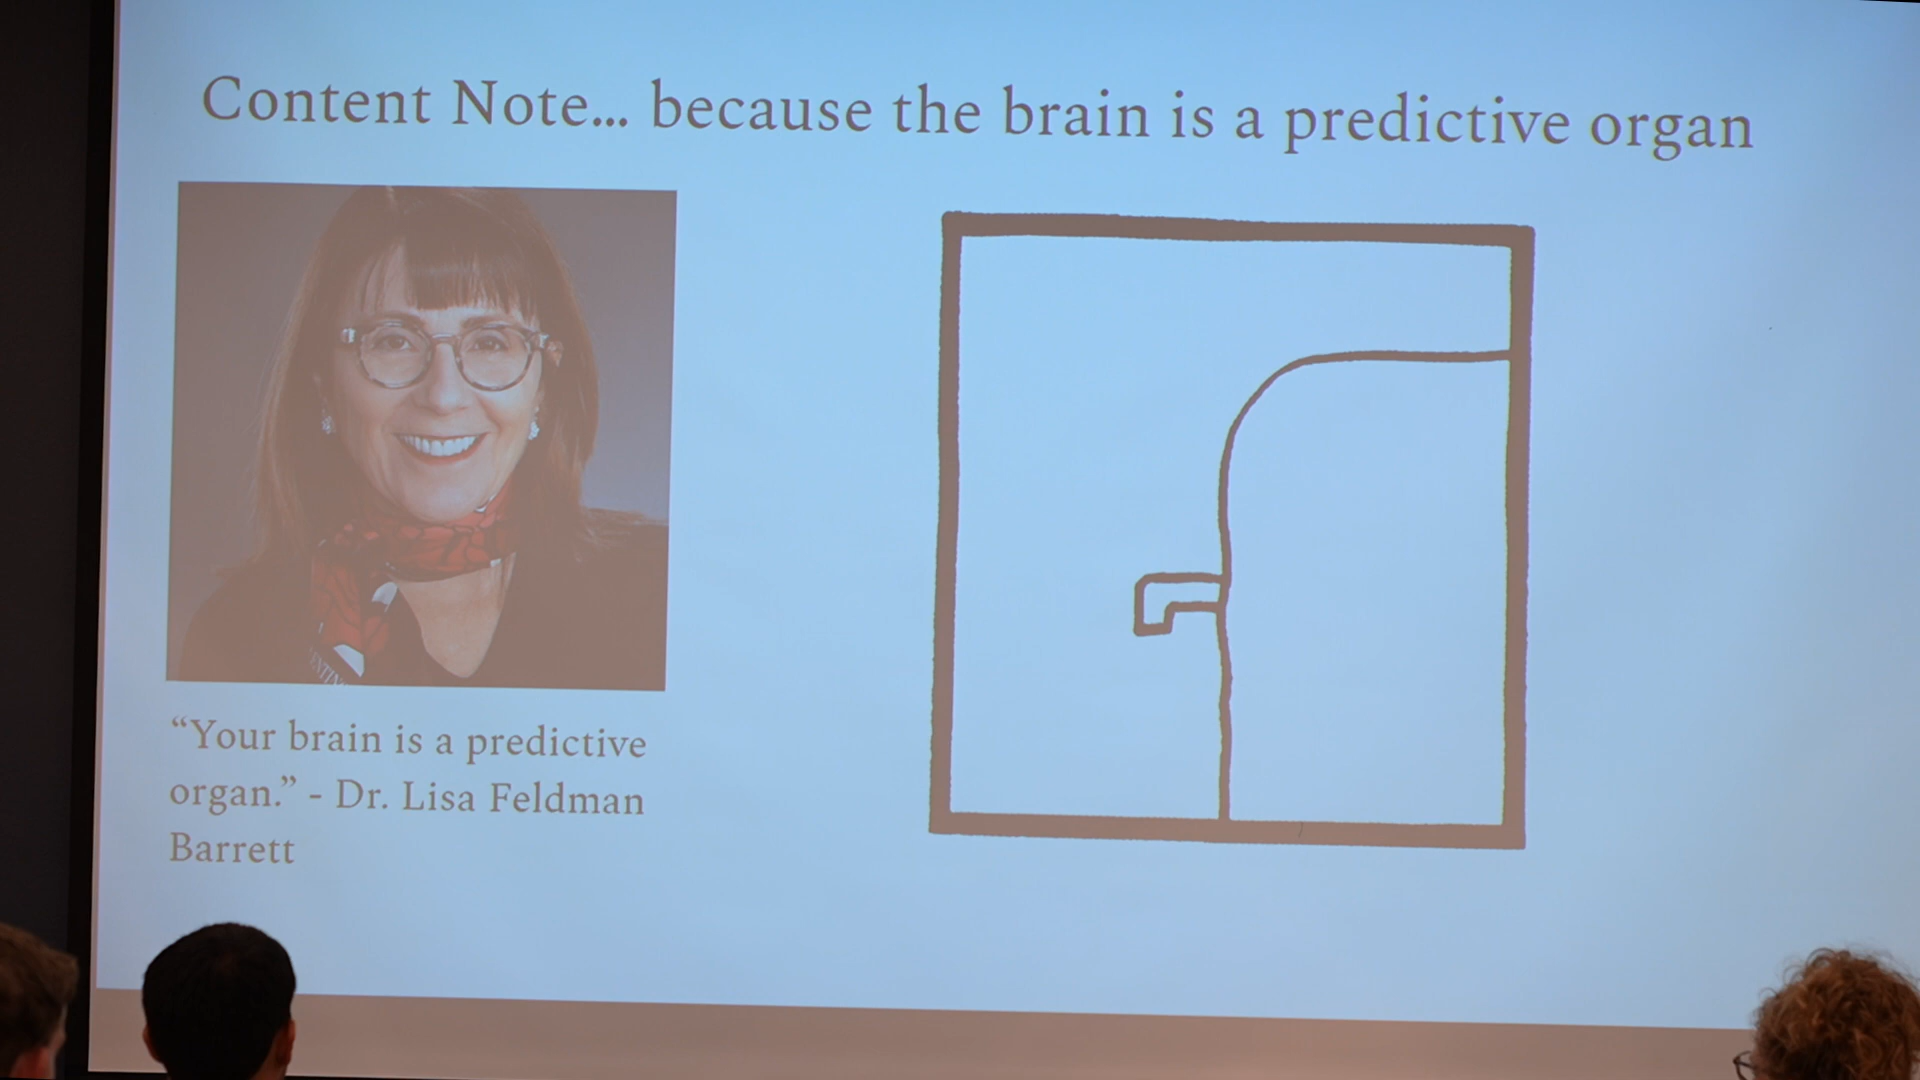 Content Note... because the brain is a predictive organ
“Your brain is a predictive
organ.” - Dr. Lisa Feldman
Barrett